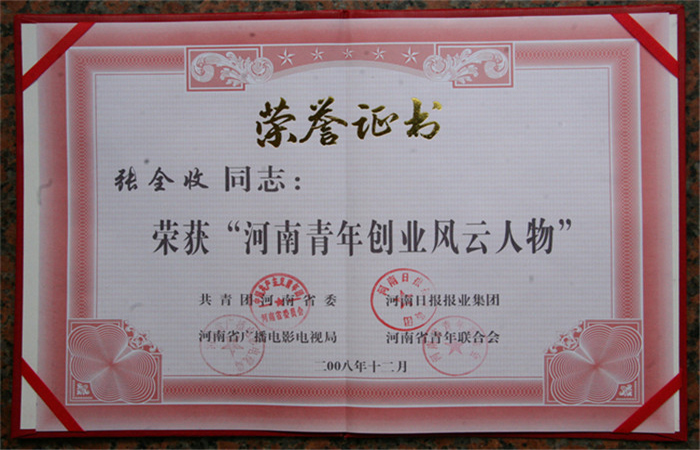 荣誉证书
张全收 同志：
荣获“河南青年创业风云人物”
共青团河南省委 河南日报报业集团
河南省广播电影电视局 河南省青年联合会
二00八年十二月